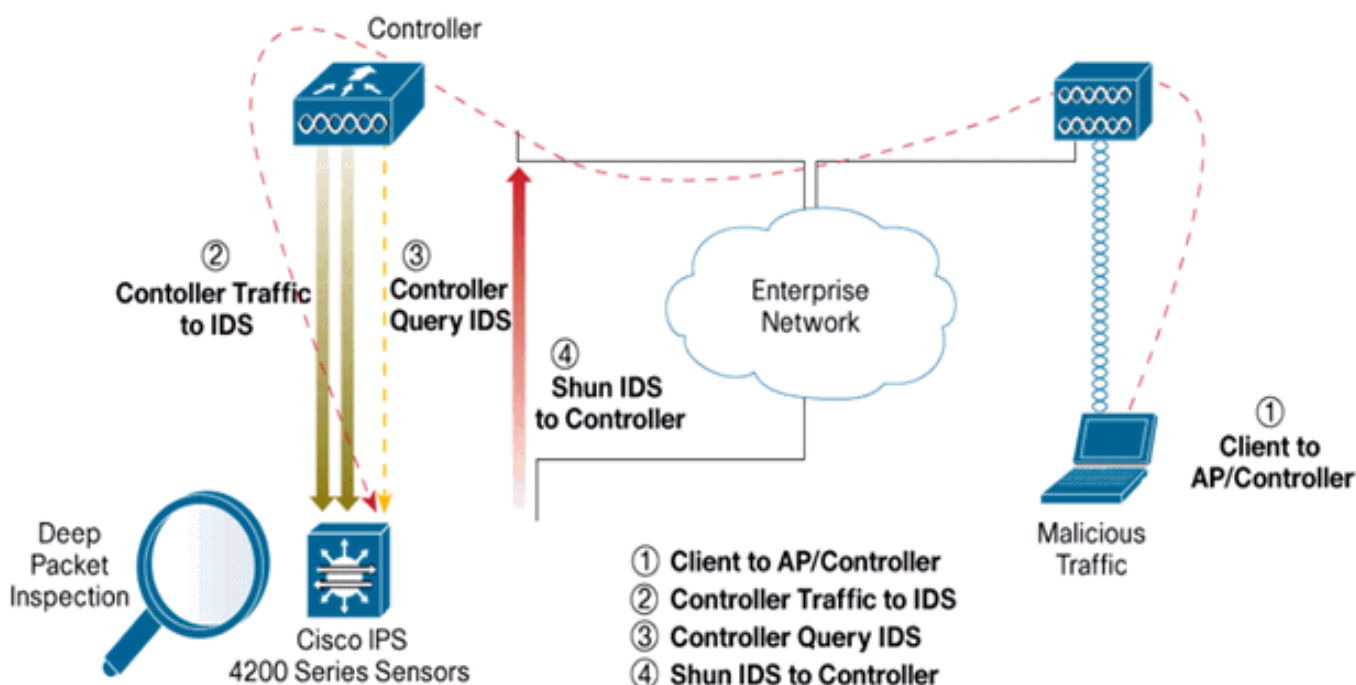 Controller
②
Contoller Traffic
to IDS
③
Controller
Query IDS
④
Shun IDS
to Controller
Enterprise
Network
①
Client to
AP/Controller
Deep
Packet
Inspection
Cisco IPS
4200 Series Sensors
Malicious
Traffic
① Client to AP/Controller
② Controller Traffic to IDS
③ Controller Query IDS
④ Shun IDS to Controller